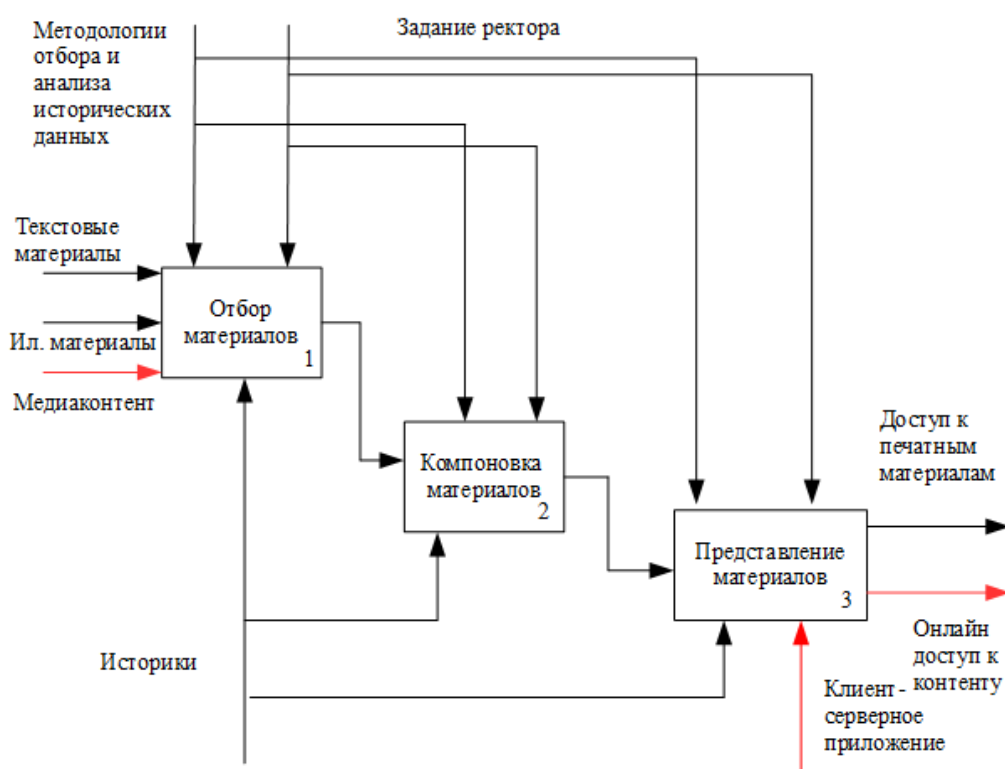 Методологии
отбора и
анализа
исторических
данных
Задание ректора
Текстовые
материалы
Ил. материалы
Медиаконтент
Отбор
материалов
1
Компоновка
материалов
2
Представление
материалов
3
Доступ к
печатным
материалам
Онлайн
доступ к
контенту
Историки
Клиент-
серверное
приложение